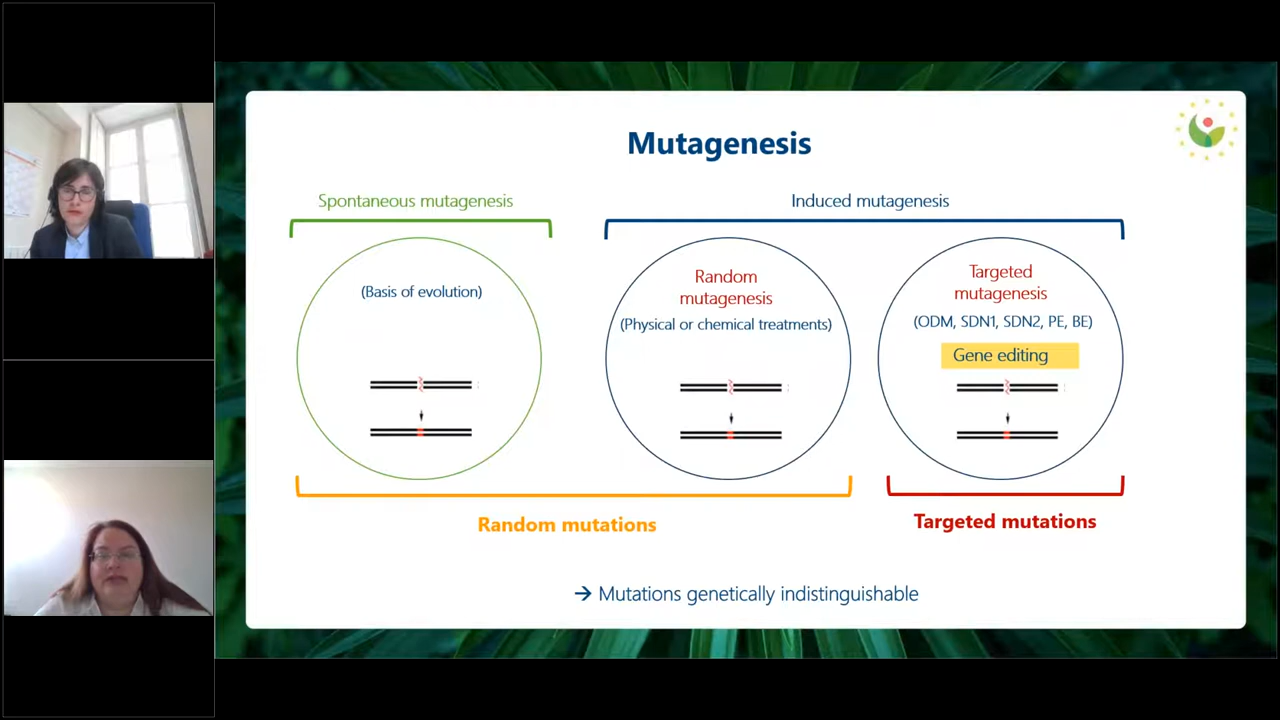 Mutagenesis
Spontaneous mutagenesis
Induced mutagenesis
(Basis of evolution)
Random
mutagenesis
(Physical or chemical treatments)
Targeted
mutagenesis
(ODM, SDN1, SDN2, PE, BE)
Gene editing
Random mutations
Targeted mutations
→ Mutations genetically indistinguishable